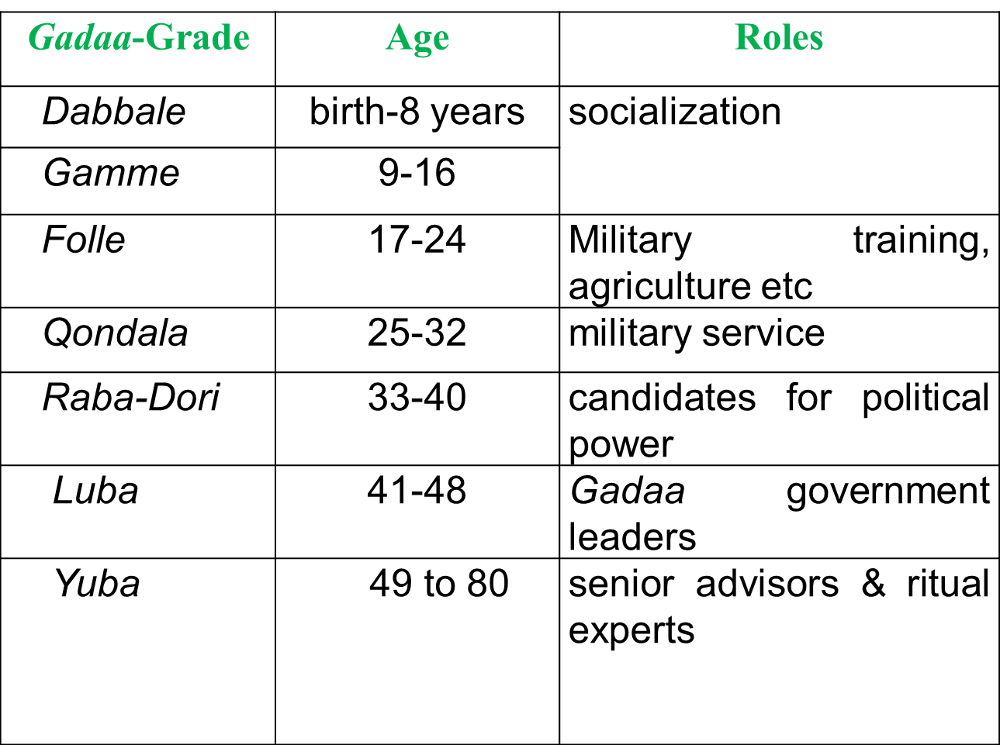 Gadaa-Grade Age Roles
Dabbale birth-8 years socialization
Gamme 9-16
Folle 17-24 Military training,
agriculture etc
Qondala 25-32 military service
Raba-Dori 33-40 candidates for political
power
Luba 41-48 Gadaa government
leaders
Yuba 49 to 80 senior advisors & ritual
experts